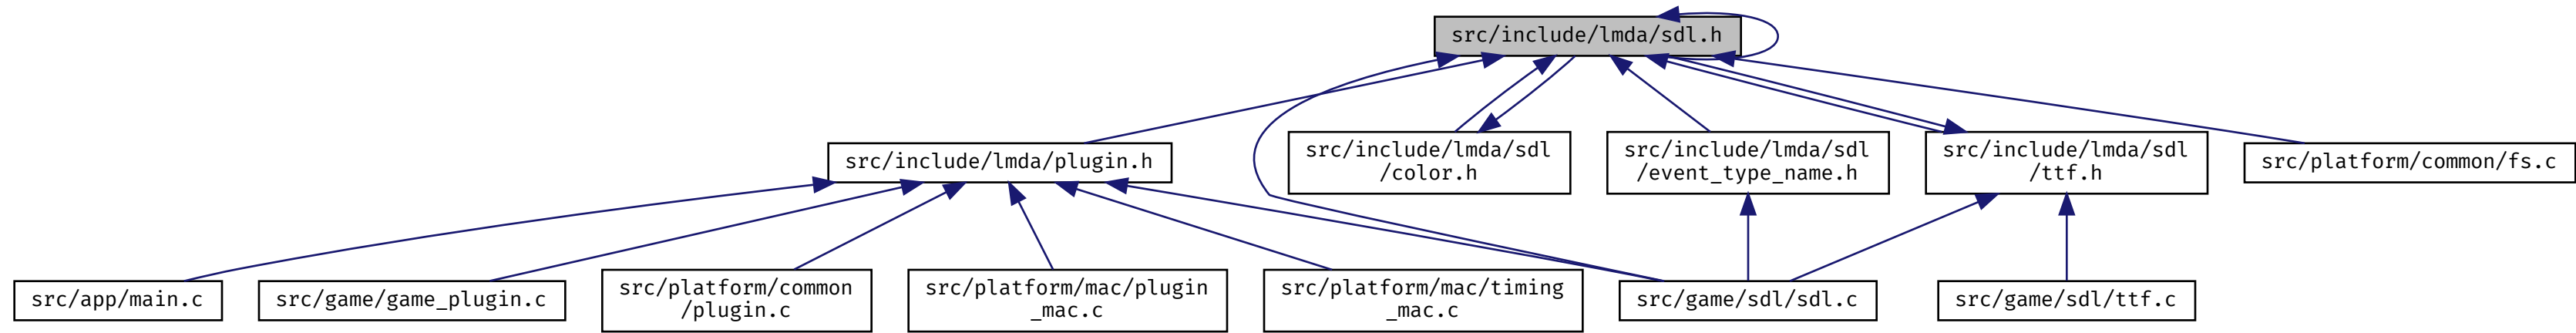 src/include/lmda/sdl.h
src/include/lmda/plugin.h
src/include/lmda/sdl
/color.h
src/include/lmda/sdl
/event_type_name.h
src/include/lmda/sdl
/ttf.h
src/platform/common/fs.c
src/app/main.c
src/game/game_plugin.c
src/platform/common
/plugin.c
src/platform/mac/plugin
_mac.c
src/platform/mac/timing
_mac.c
src/game/sdl/sdl.c
src/game/sdl/ttf.c